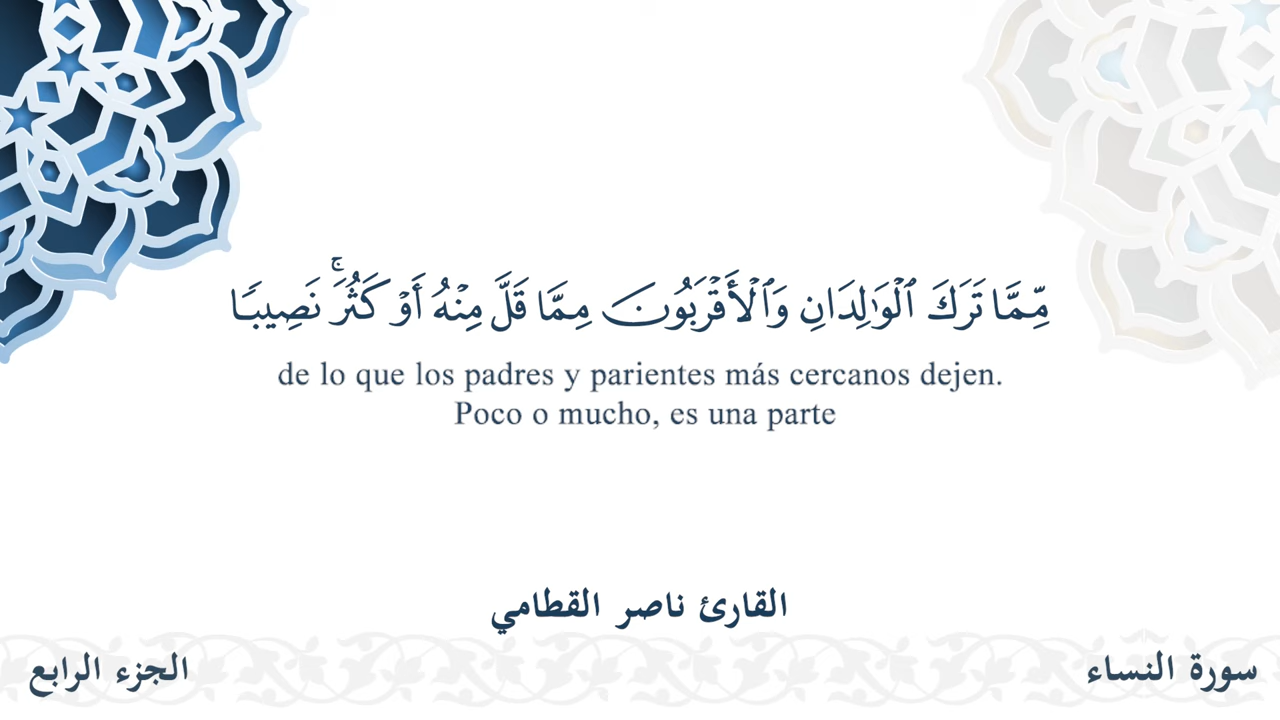 مِّمَّا تَرَكَ ٱلْوَٰلِدَانِ وَٱلْأَقْرَبُونَ مِمَّا قَلَّ مِنْهُ أَوْ كَثُرَ ۚ نَصِيبًا
de lo que los padres y parientes más cercanos dejen.
Poco o mucho, es una parte
القارئ ناصر القطامي
سورة النساء
الجزء الرابع